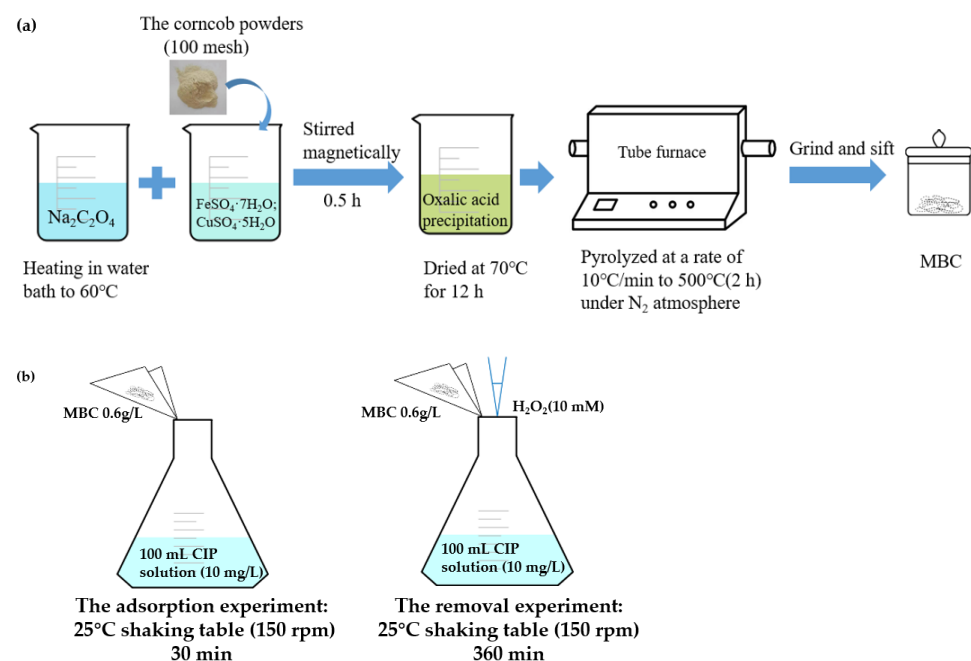 (a)
The corncob powders
(100 mesh)
Na₂C₂O₄
FeSO₄·7H₂O;
CuSO₄·5H₂O
Stirred
magnetically
0.5 h
Oxalic acid
precipitation
Tube furnace
Grind and sift
Heating in water
bath to 60℃
Dried at 70℃
for 12 h
Pyrolyzed at a rate of
10℃/min to 500℃(2 h)
under N₂ atmosphere
MBC
(b)
MBC 0.6g/L
100 mL CIP
solution (10 mg/L)
The adsorption experiment:
25°C shaking table (150 rpm)
30 min
MBC 0.6g/L
H₂O₂(10 mM)
100 mL CIP
solution (10 mg/L)
The removal experiment:
25°C shaking table (150 rpm)
360 min